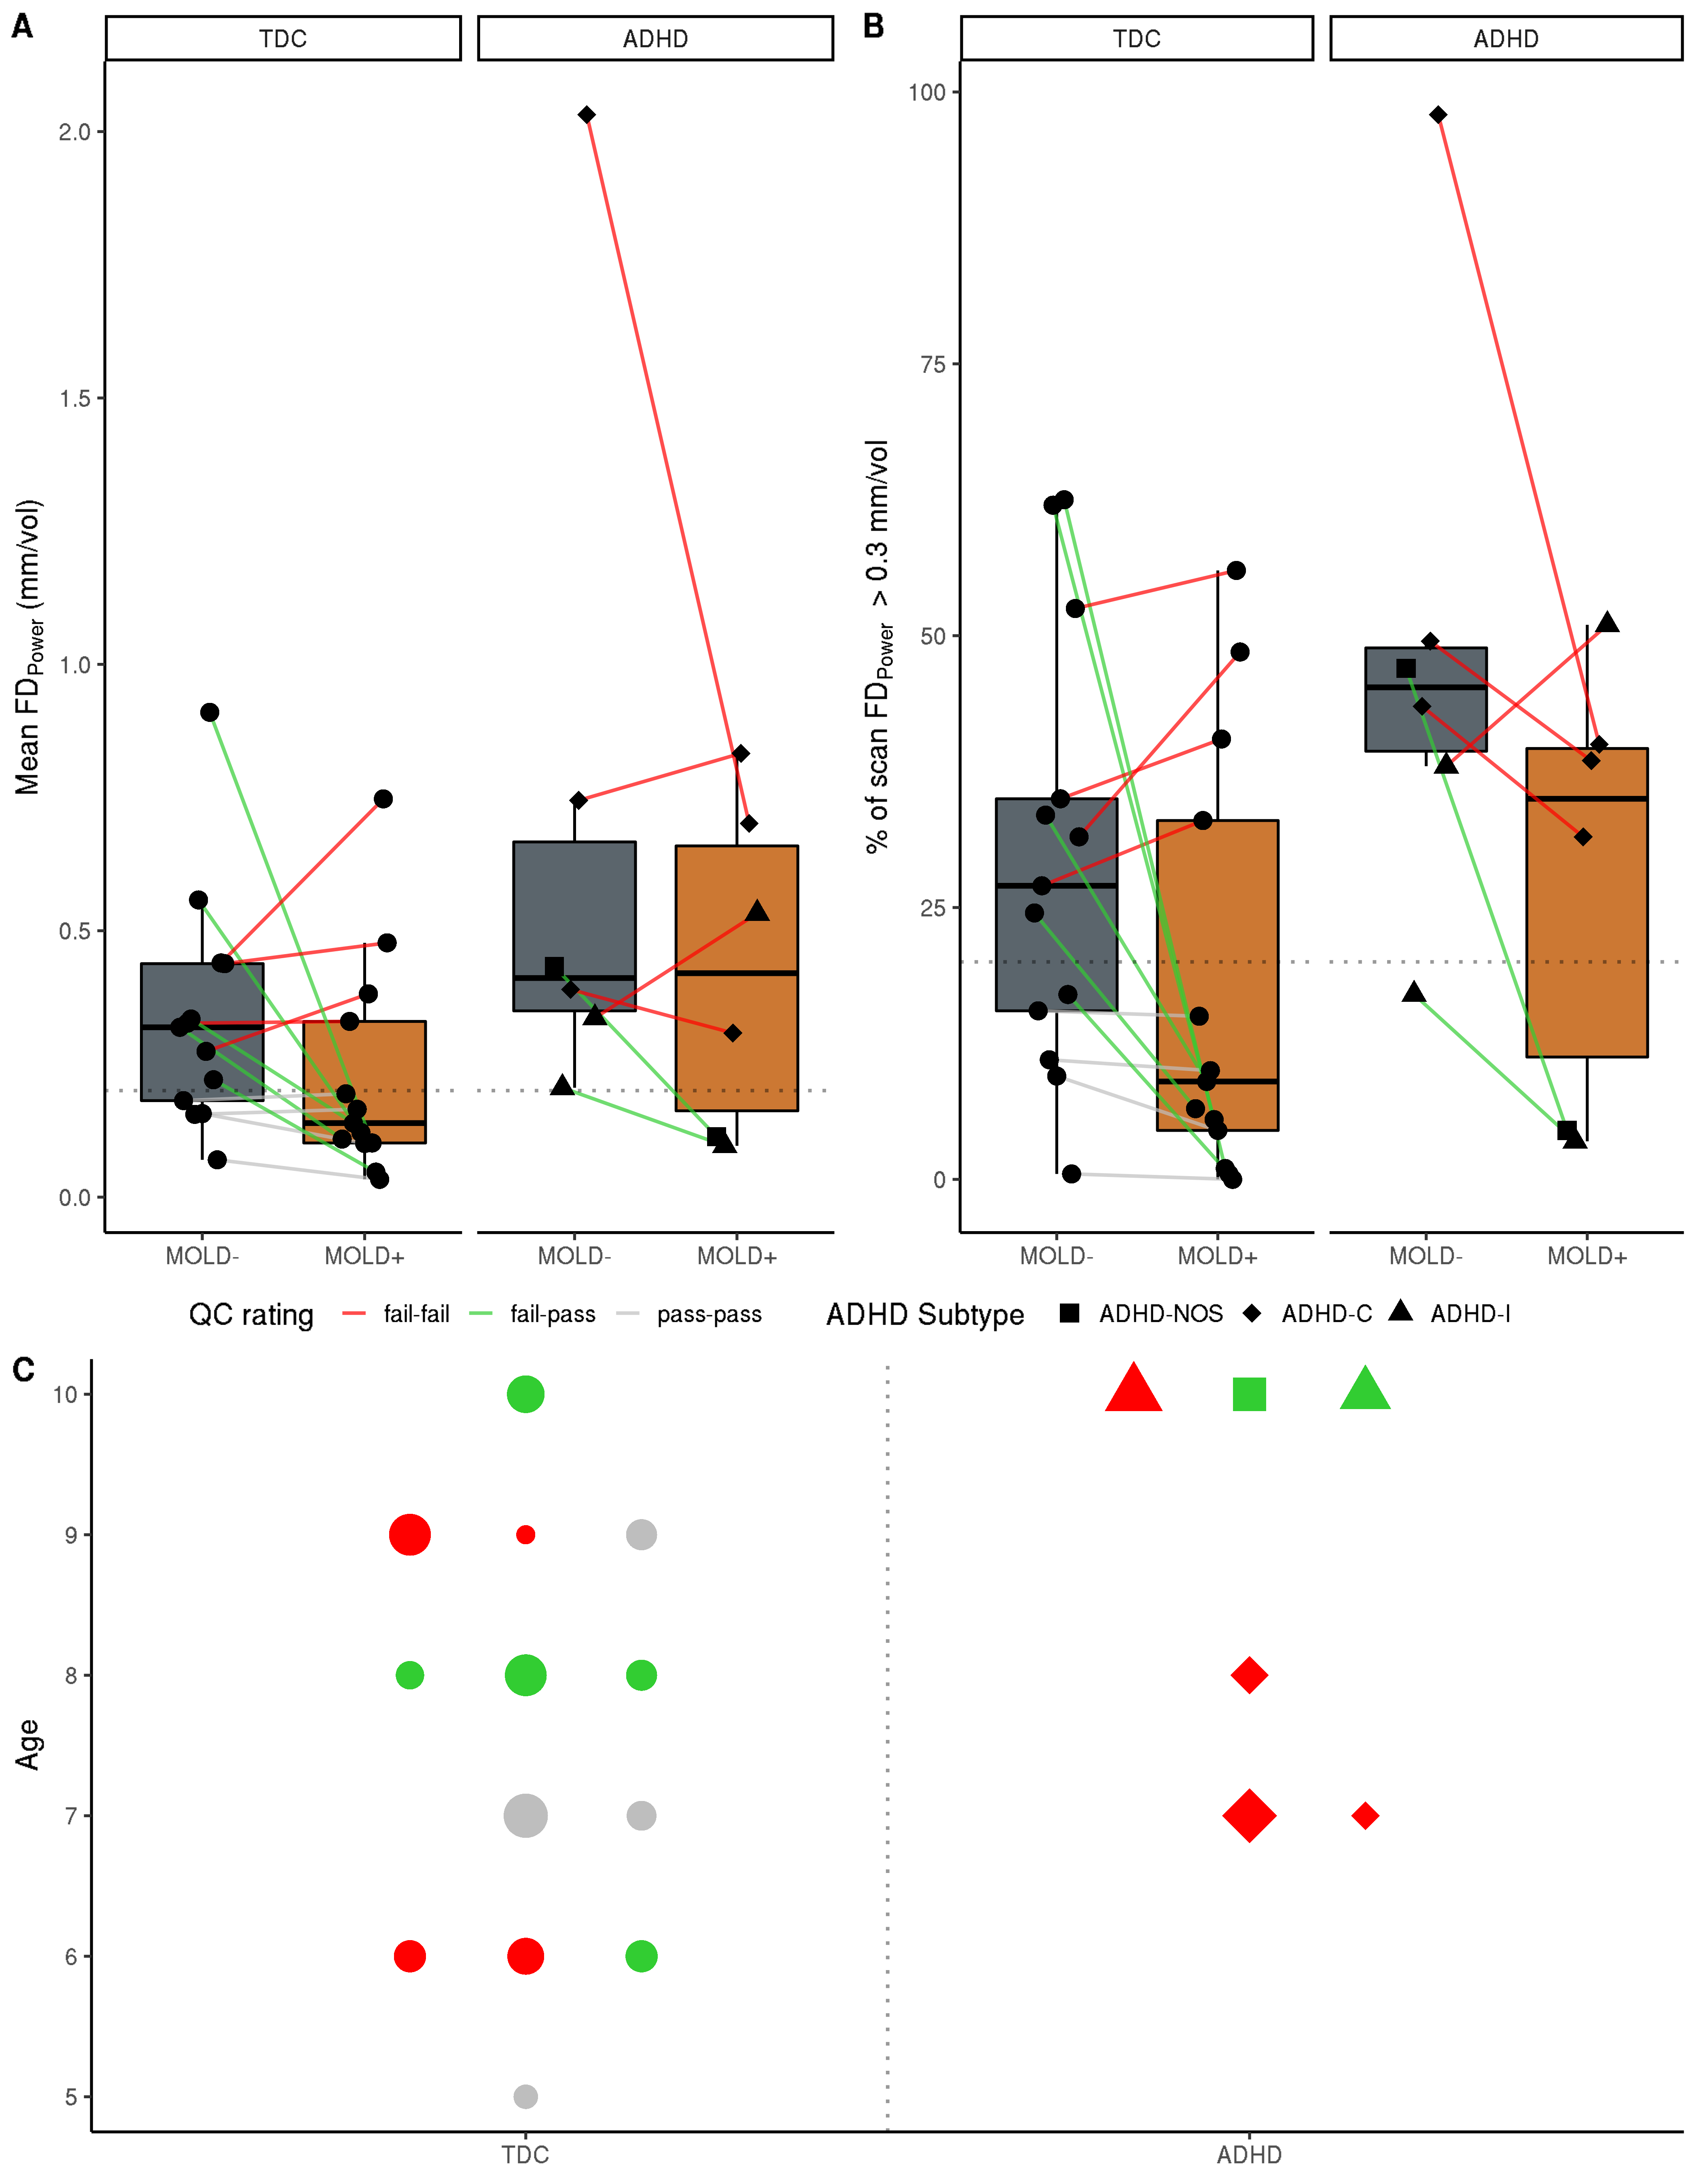 A
TDC
ADHD
B
TDC
ADHD
Mean FDPower (mm/vol)
2.0
1.5
1.0
0.5
0.0
MOLD-
MOLD+
MOLD-
MOLD+
% of scan FDPower > 0.3 mm/vol
100
75
50
25
0
MOLD-
MOLD+
MOLD-
MOLD+
QC rating
fail-fail
fail-pass
pass-pass
ADHD Subtype
ADHD-NOS
ADHD-C
ADHD-I
C
Age
10
9
8
7
6
5
TDC
ADHD